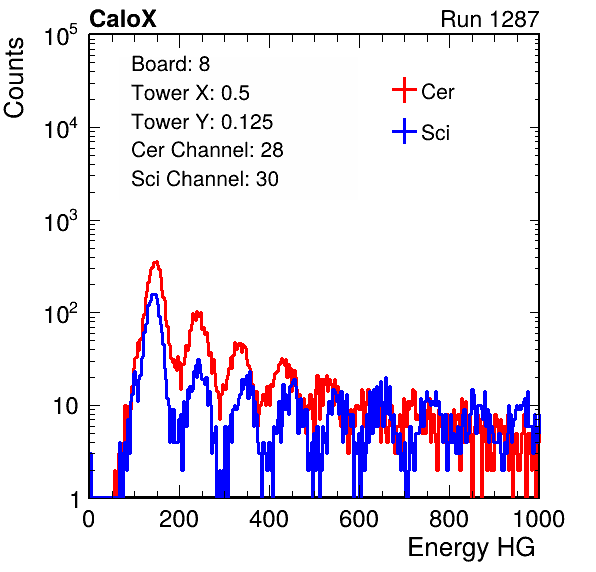 CaloX Run 1287
Counts
Board: 8
Tower X: 0.5
Tower Y: 0.125
Cer Channel: 28
Sci Channel: 30
Cer
Sci
10^5
10^4
10^3
10^2
10
1
0 200 400 600 800 1000
Energy HG